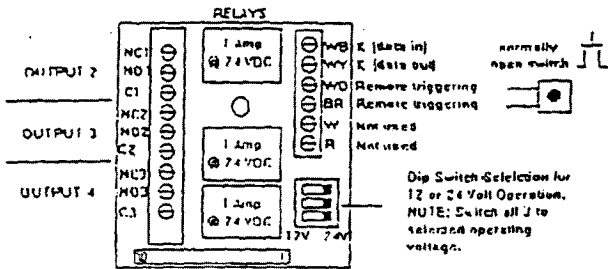 RELAYS
OUTPUT 2
OUTPUT 3
OUTPUT 4
NC1
NO1
C1
NC2
NO2
C2
NC3
NO3
C3
1 Amp
@ 24 VDC
1 Amp
@ 24 VDC
1 Amp
@ 24 VDC
WB (data in)
WY (data out)
WO Remote triggering
BR Remote triggering
W Not used
R Not used
12V 24V
normally
open switch
Dip Switch Selelction for
12 or 24 Volt Operation.
NOTE: Switch all 3 to
selected operating
voltage.